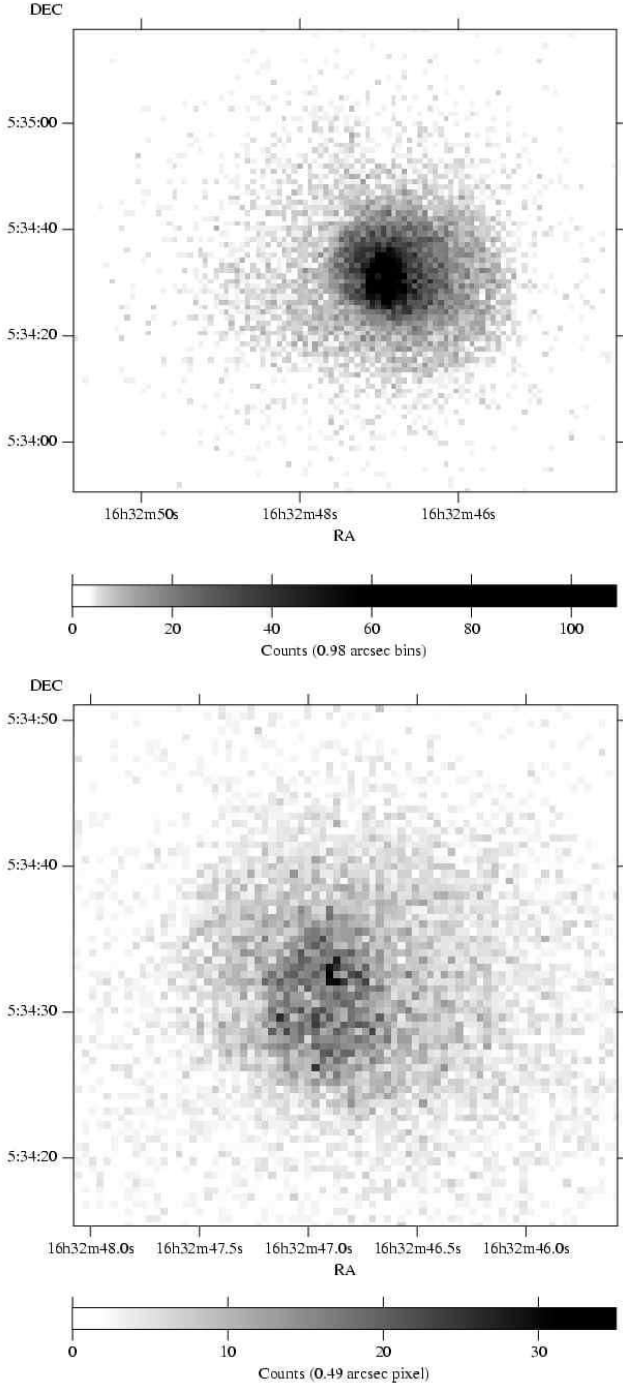 DEC
5:35:00
5:34:40
5:34:20
5:34:00
16h32m50s 16h32m48s 16h32m46s
RA
0 20 40 60 80 100
Counts (0.98 arcsec bins)
DEC
5:34:50
5:34:40
5:34:30
5:34:20
16h32m48.0s 16h32m47.5s 16h32m47.0s 16h32m46.5s 16h32m46.0s
RA
0 10 20 30
Counts (0.49 arcsec pixel)